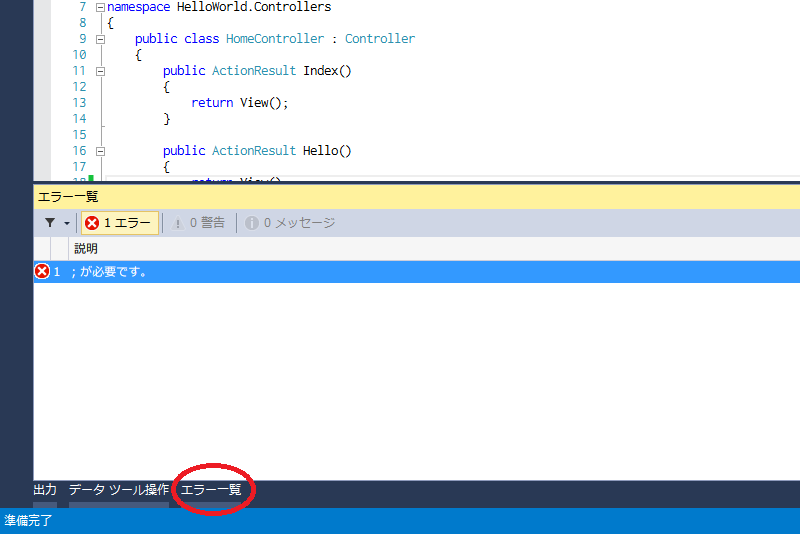 7 namespace HelloWorld.Controllers
8 {
9 public class HomeController : Controller
10 {
11 public ActionResult Index()
12 {
13 return View();
14 }
15
16 public ActionResult Hello()
17 {
18 return View()
エラー一覧
1 エラー 0 警告 0 メッセージ
説明
1 ; が必要です。
出力 データ ツール操作 エラー一覧
準備完了